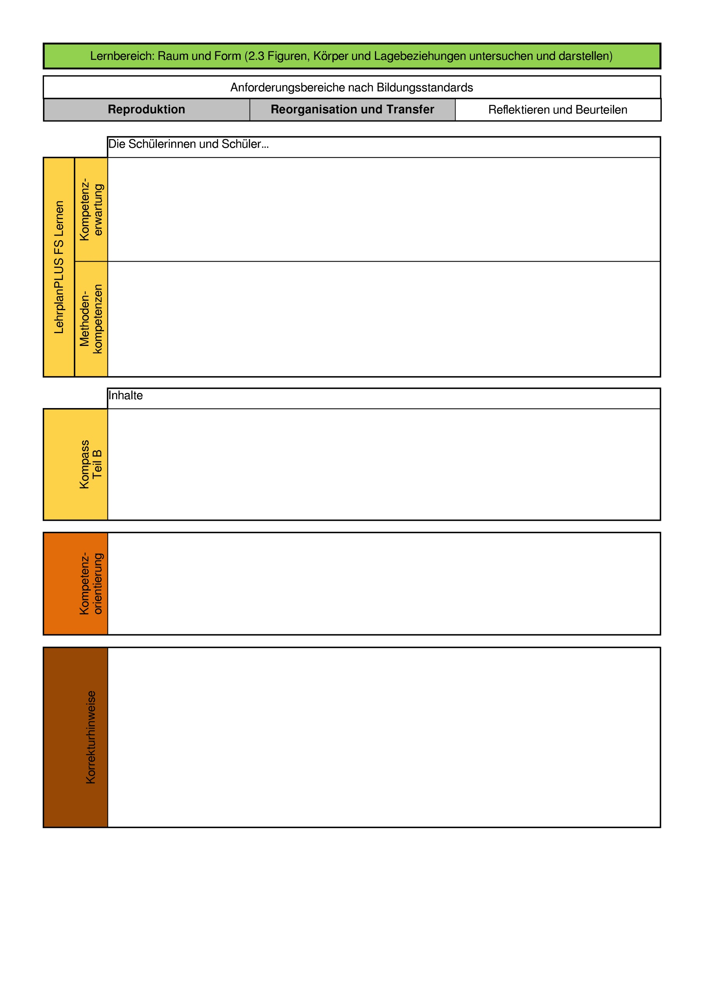 Lernbereich: Raum und Form (2.3 Figuren, Körper und Lagebeziehungen untersuchen und darstellen)
Anforderungsbereiche nach Bildungsstandards
Reproduktion
Reorganisation und Transfer
Reflektieren und Beurteilen
Die Schülerinnen und Schüler...
LehrplanPLUS FS Lernen
Kompetenz-
erwartung
Methoden-
kompetenzen
Inhalte
Kompass
Teil B
Kompetenz-
orientierung
Korrekturhinweise